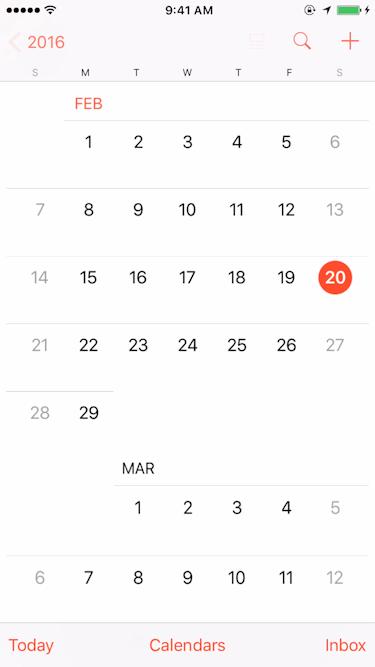 9:41 AM
2016
S M T W T F S
FEB
1 2 3 4 5 6
7 8 9 10 11 12 13
14 15 16 17 18 19 20
21 22 23 24 25 26 27
28 29
MAR
1 2 3 4 5
6 7 8 9 10 11 12
Today Calendars Inbox